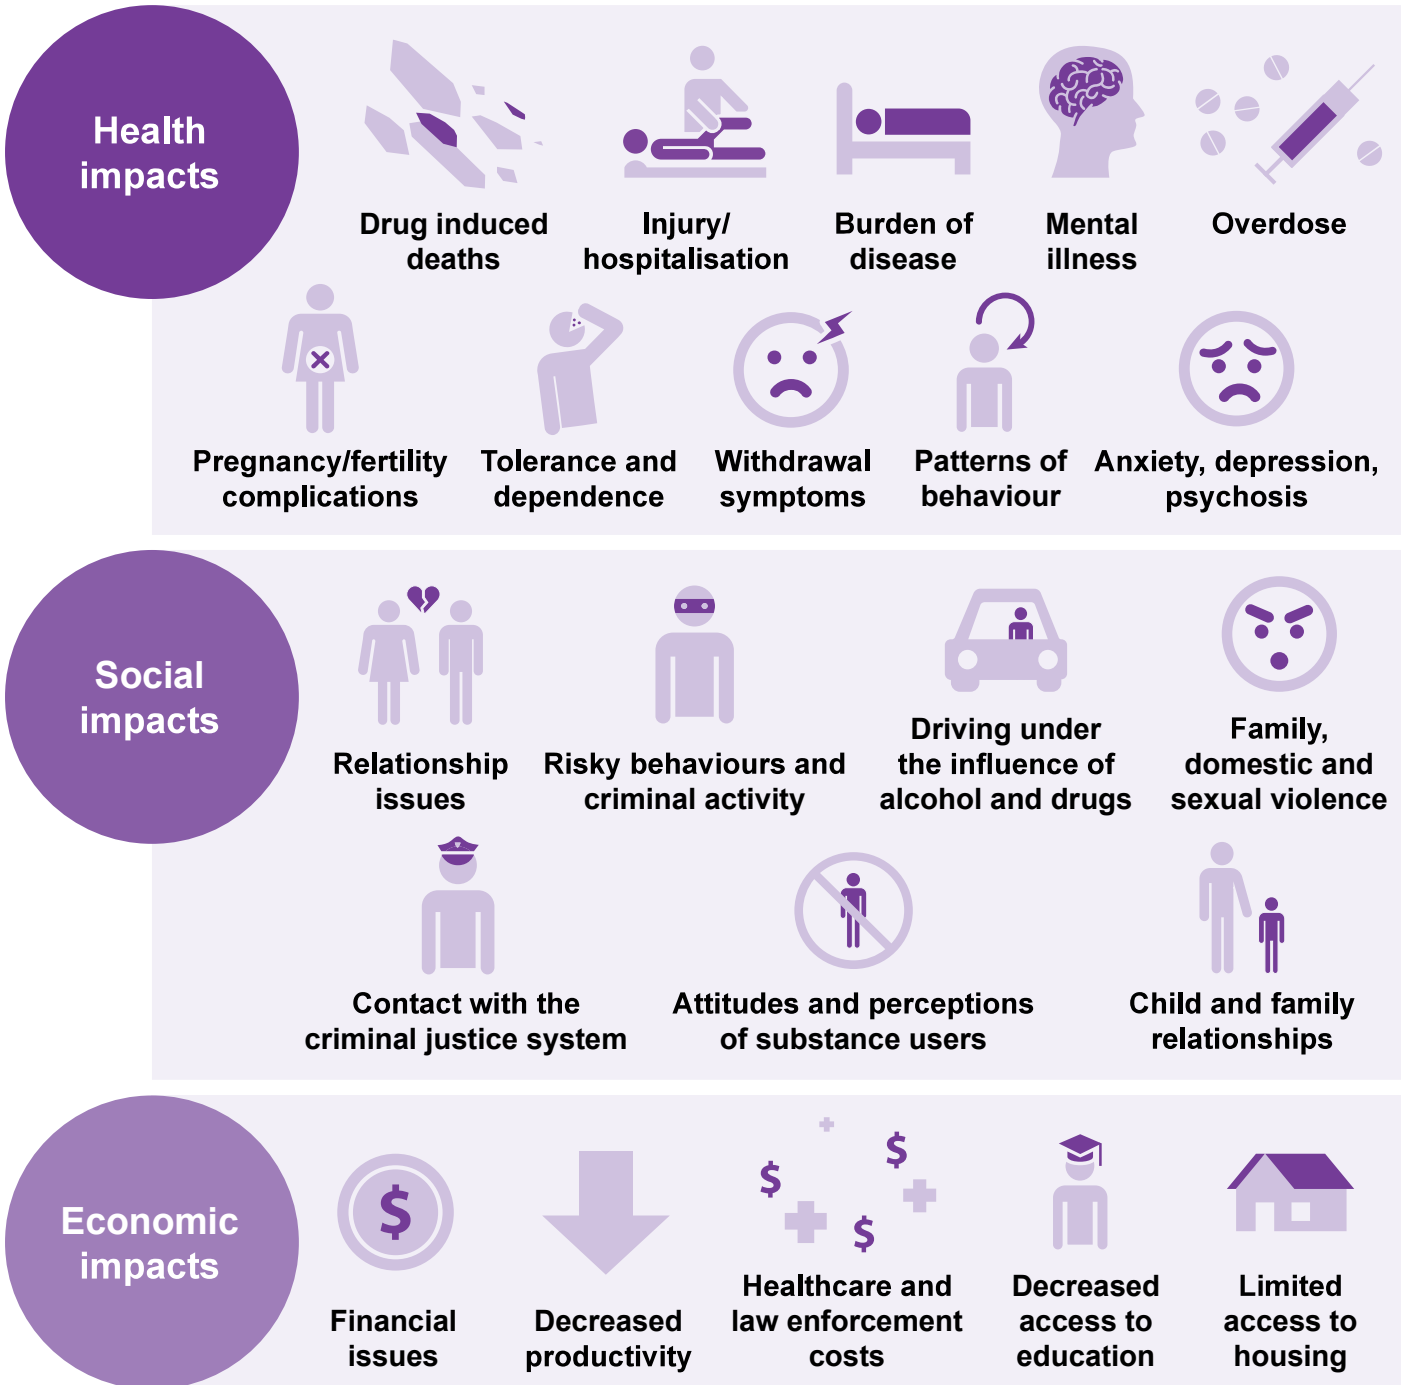 Health
impacts
Drug induced
deaths
Injury/
hospitalisation
Burden of
disease
Mental
illness
Overdose
Pregnancy/fertility
complications
Tolerance and
dependence
Withdrawal
symptoms
Patterns of
behaviour
Anxiety, depression,
psychosis
Social
impacts
Relationship
issues
Risky behaviours and
criminal activity
Driving under
the influence of
alcohol and drugs
Family,
domestic and
sexual violence
Contact with the
criminal justice system
Attitudes and perceptions
of substance users
Child and family
relationships
Economic
impacts
$
Financial
issues
Decreased
productivity
$
$
$
Healthcare and
law enforcement
costs
Decreased
access to
education
Limited
access to
housing